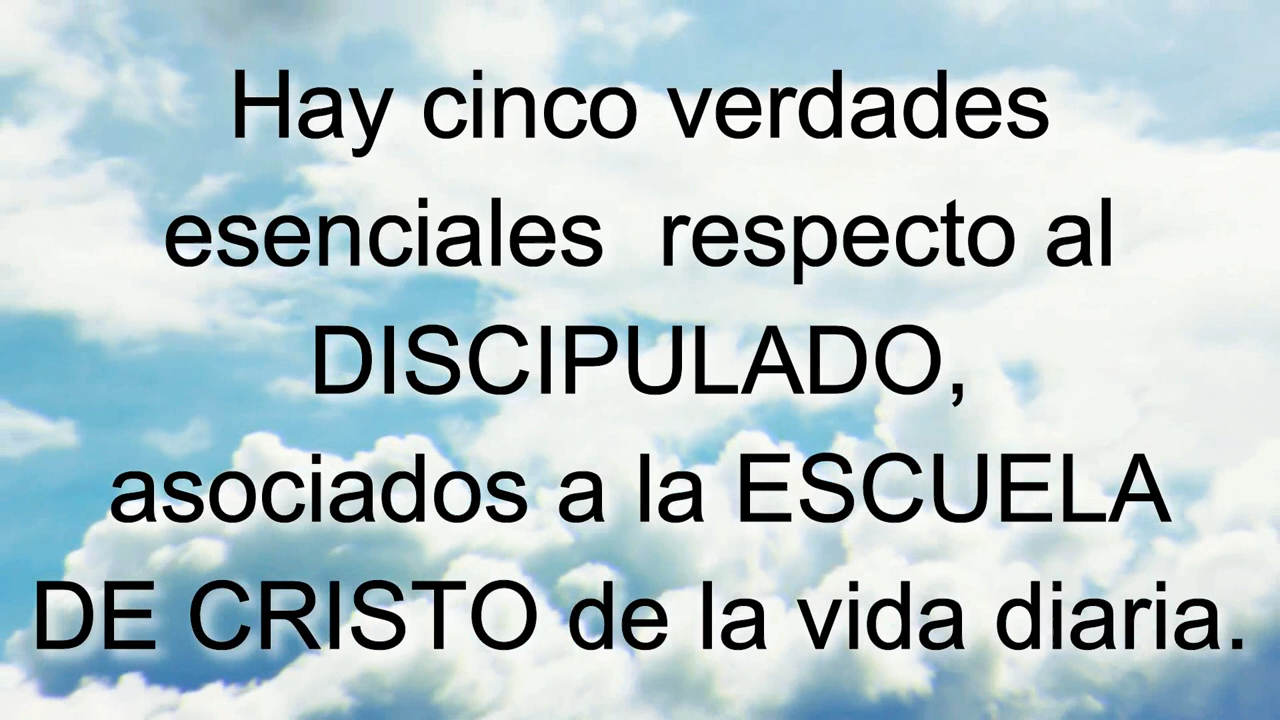 Hay cinco verdades
esenciales  respecto al
DISCIPULADO,
asociados a la ESCUELA
DE CRISTO de la vida diaria.